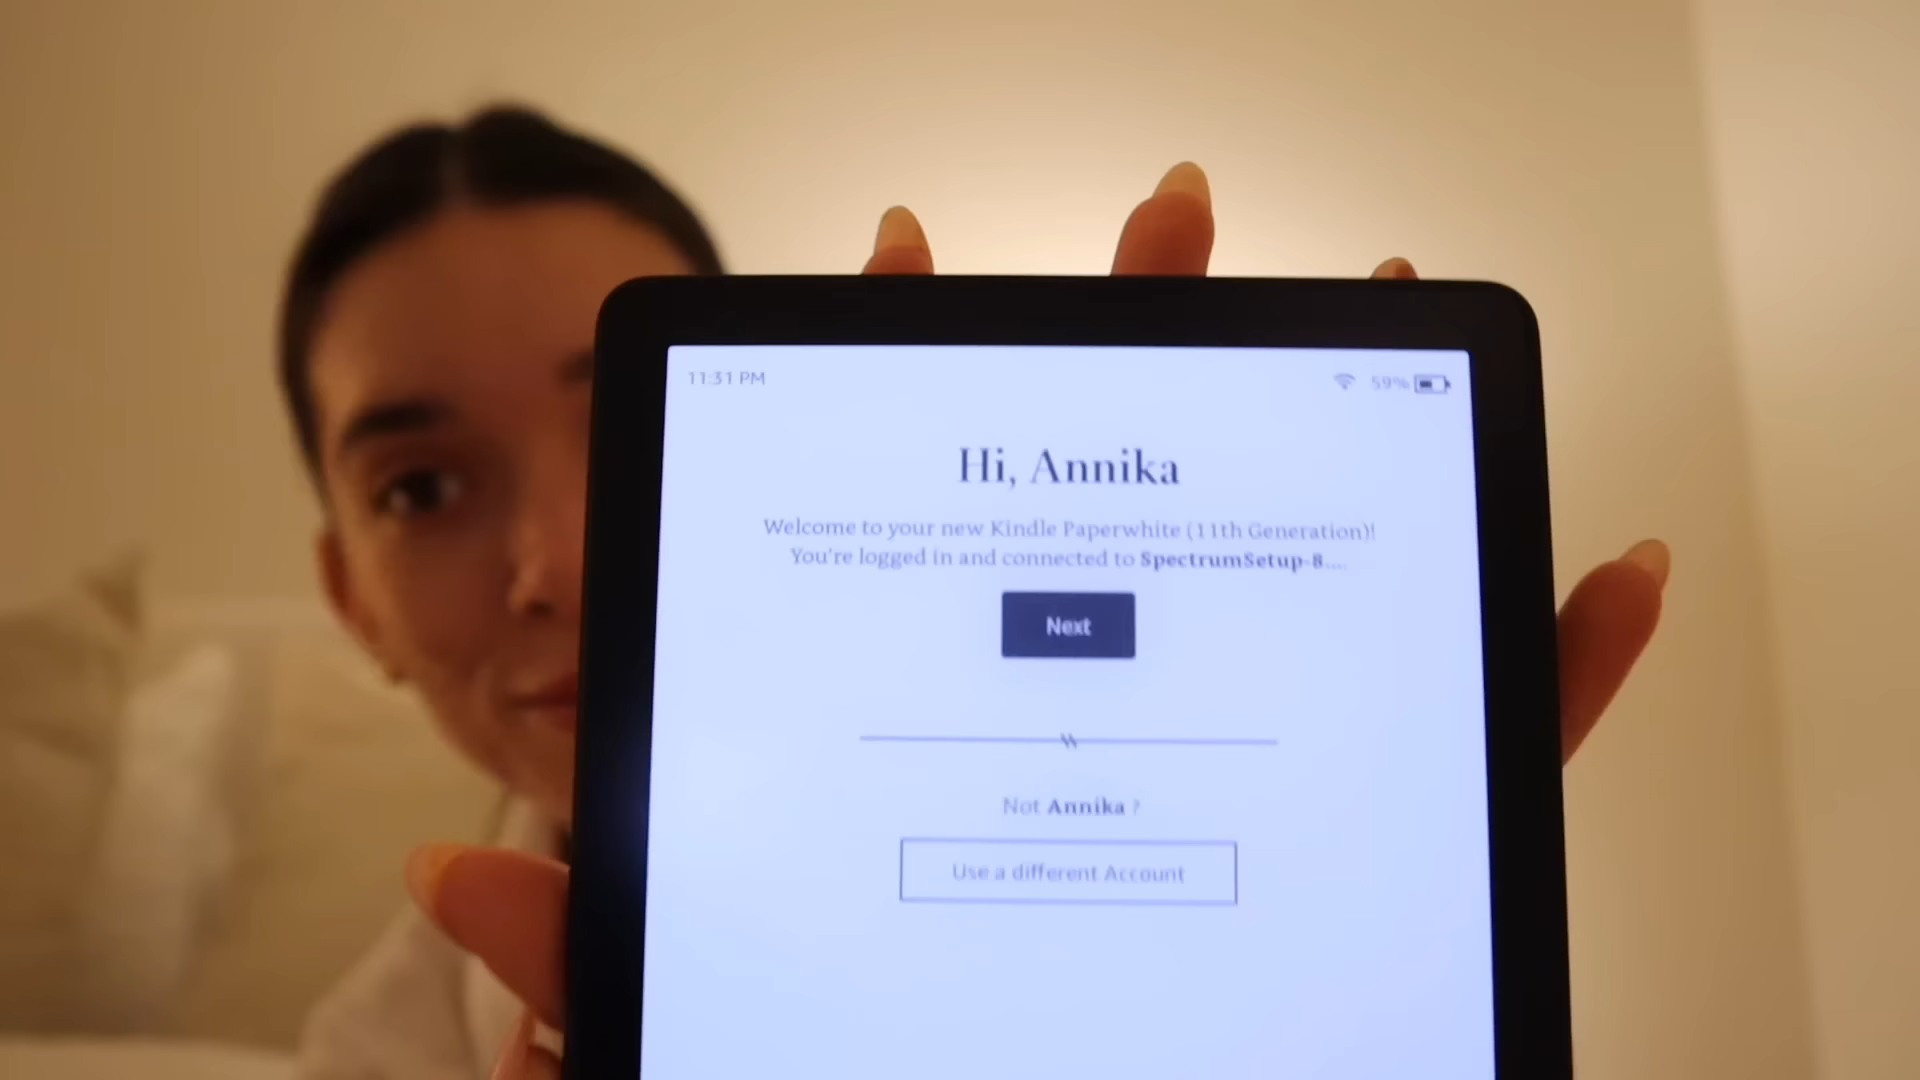 11:31 PM
59%
Hi, Annika
Welcome to your new Kindle Paperwhite (11th Generation)!
You're logged in and connected to SpectrumSetup-8....
Next
Not Annika ?
Use a different Account